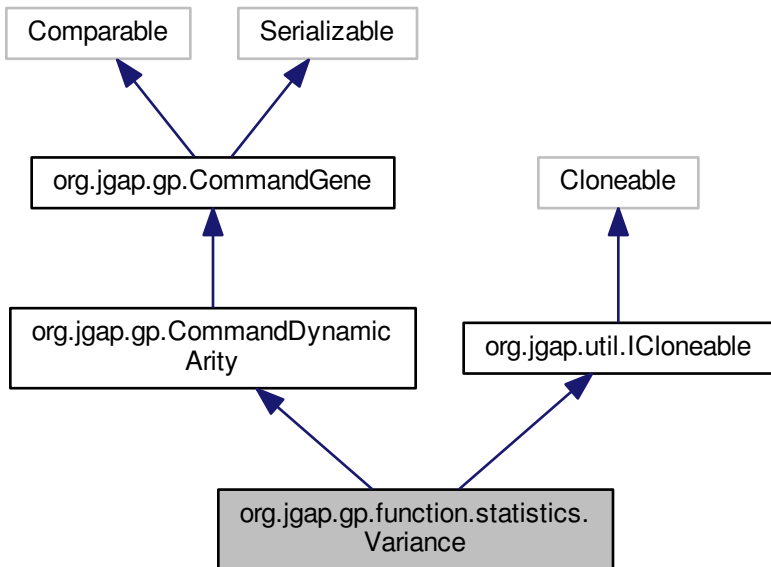 Comparable
Serializable
org.jgap.gp.CommandGene
Cloneable
org.jgap.gp.CommandDynamic
Arity
org.jgap.util.ICloneable
org.jgap.gp.function.statistics.
Variance